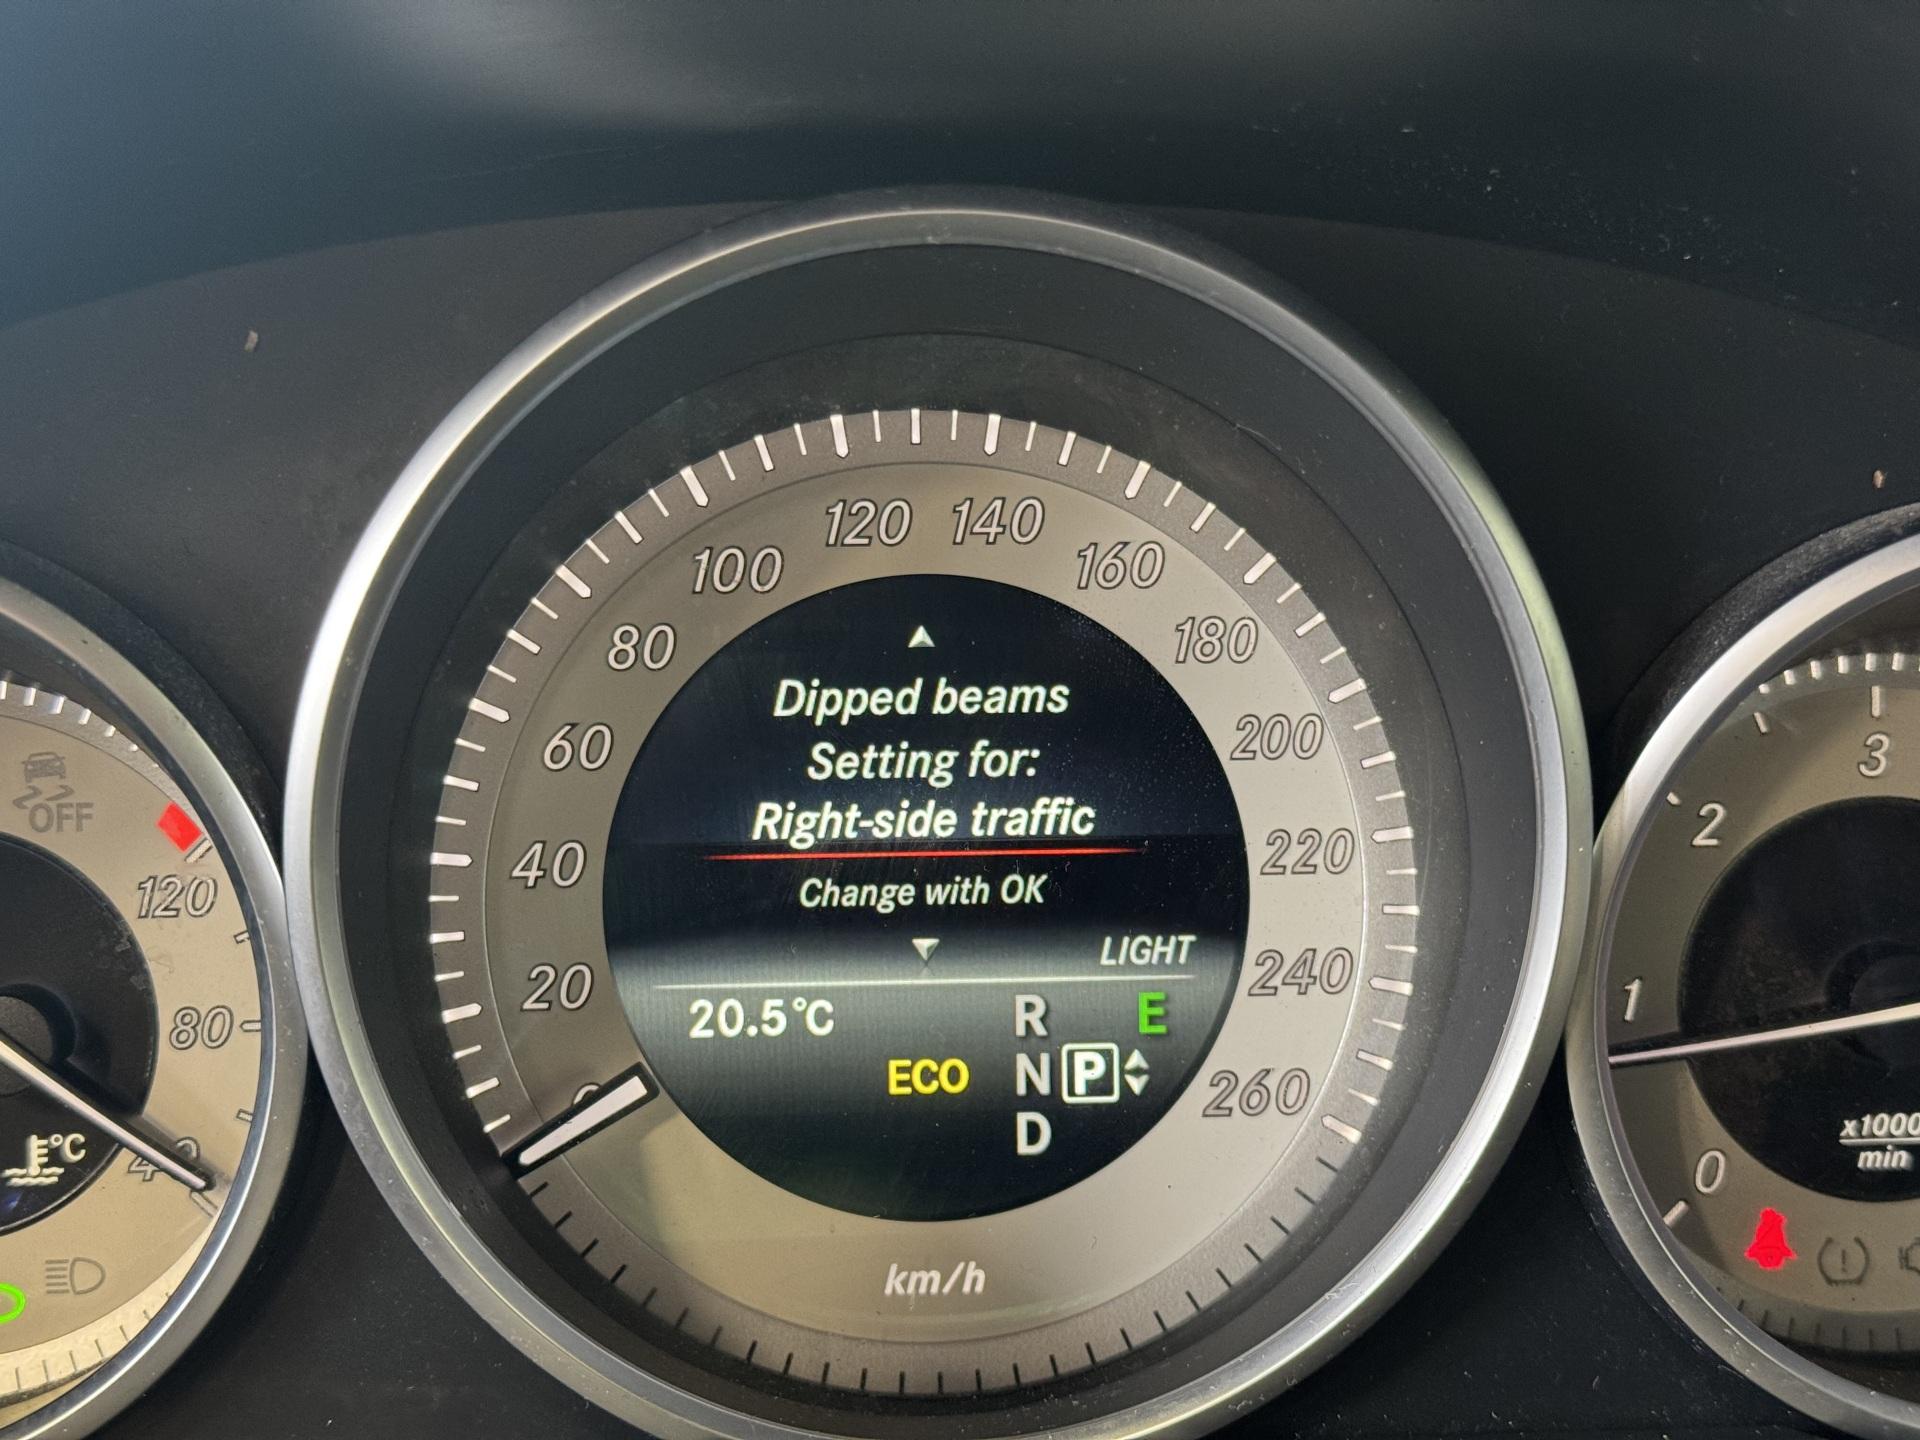 120 140
100 160
80 180
60 200
40 220
20 240
260
km/h
Dipped beams
Setting for:
Right-side traffic
Change with OK
LIGHT
20.5°C
R E
ECO N P
D
OFF
120
80
40
°C
3
2
1
0
x1000
min